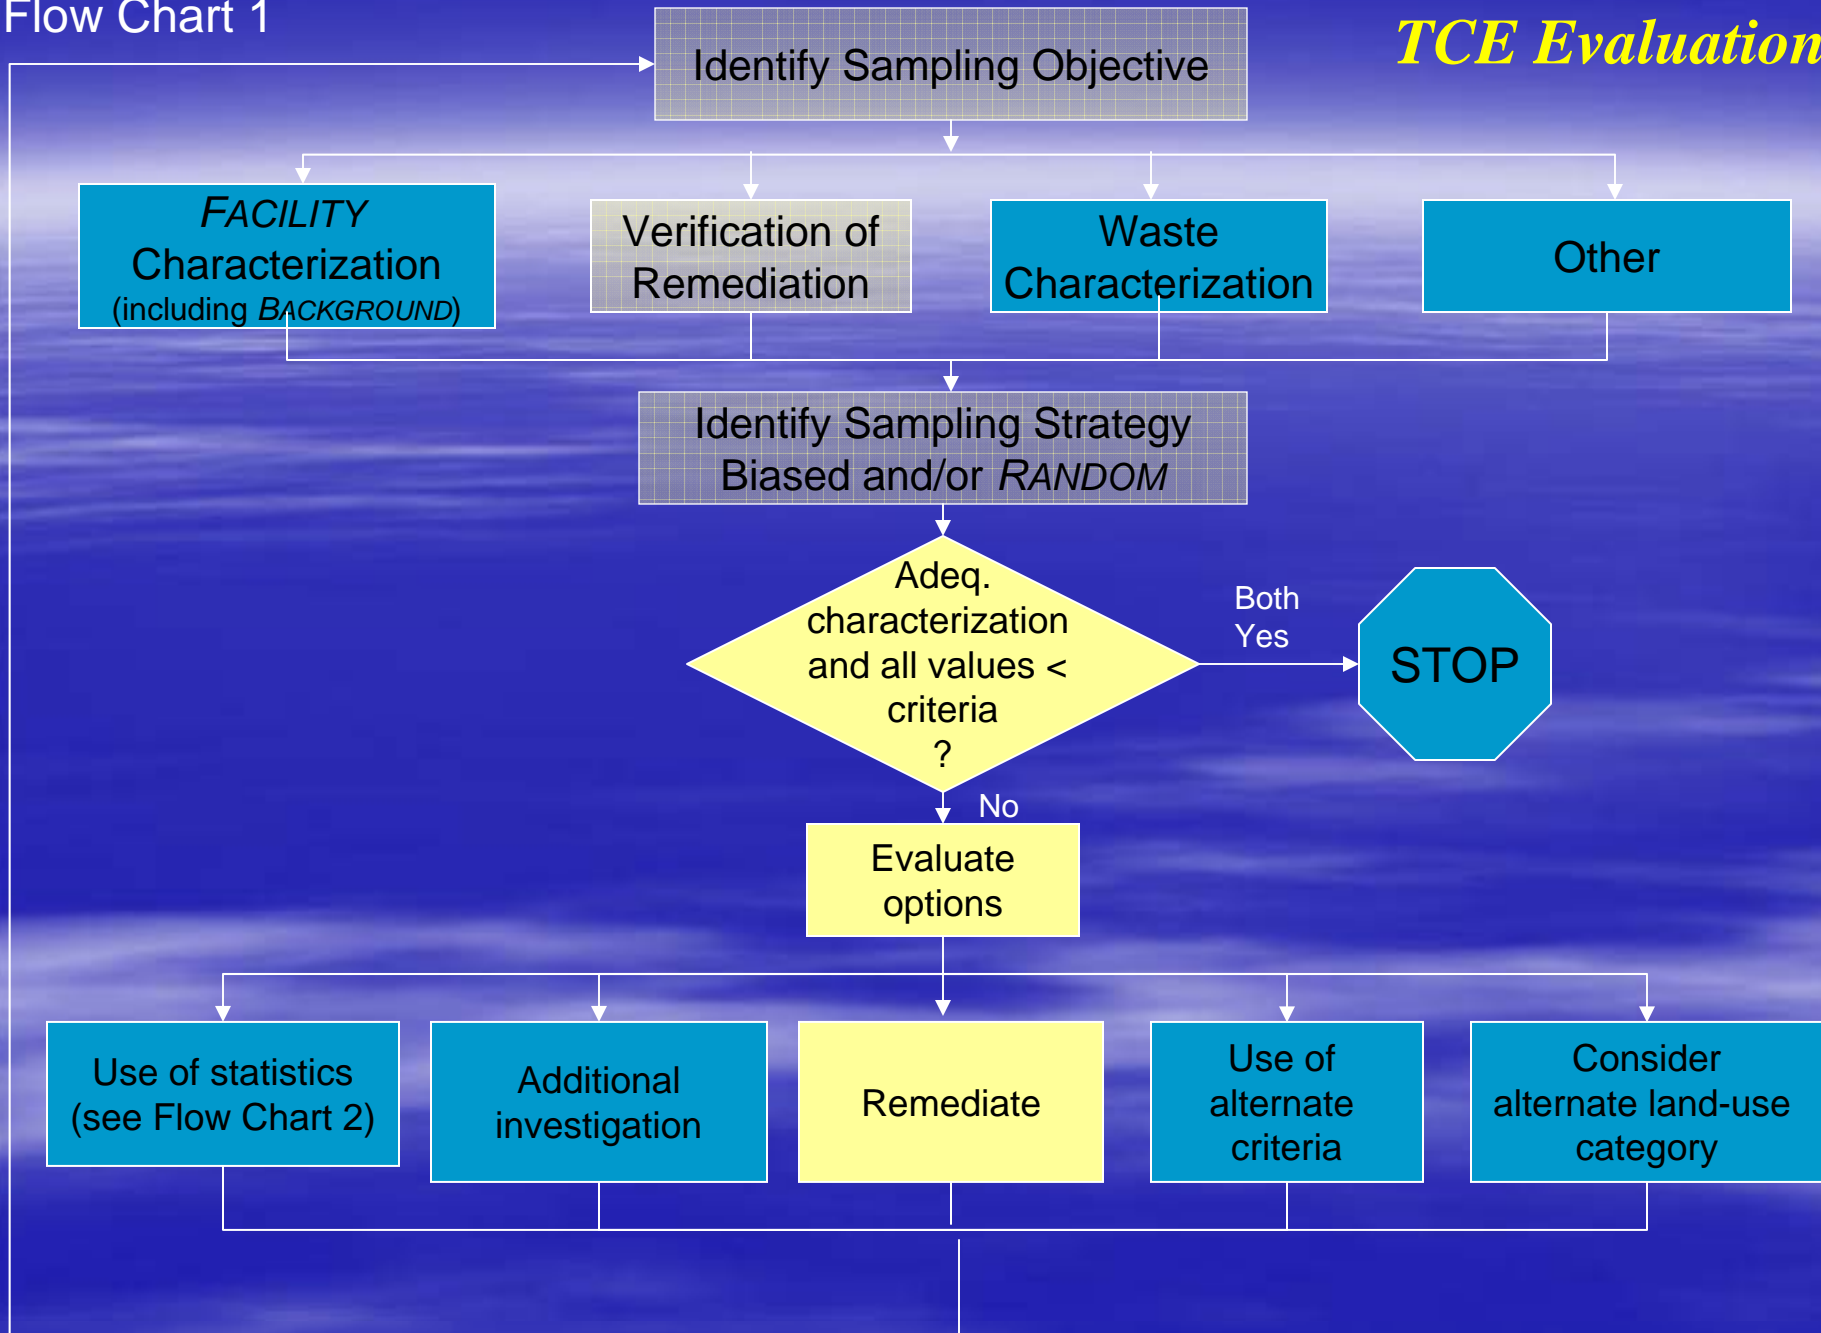 Flow Chart 1
TCE Evaluation
Identify Sampling Objective
FACILITY
Characterization
(including BACKGROUND)
Verification of
Remediation
Waste
Characterization
Other
Identify Sampling Strategy
Biased and/or RANDOM
Adeq.
characterization
and all values <
criteria
?
Both
Yes
STOP
No
Evaluate
options
Use of statistics
(see Flow Chart 2)
Additional
investigation
Remediate
Use of
alternate
criteria
Consider
alternate land-use
category